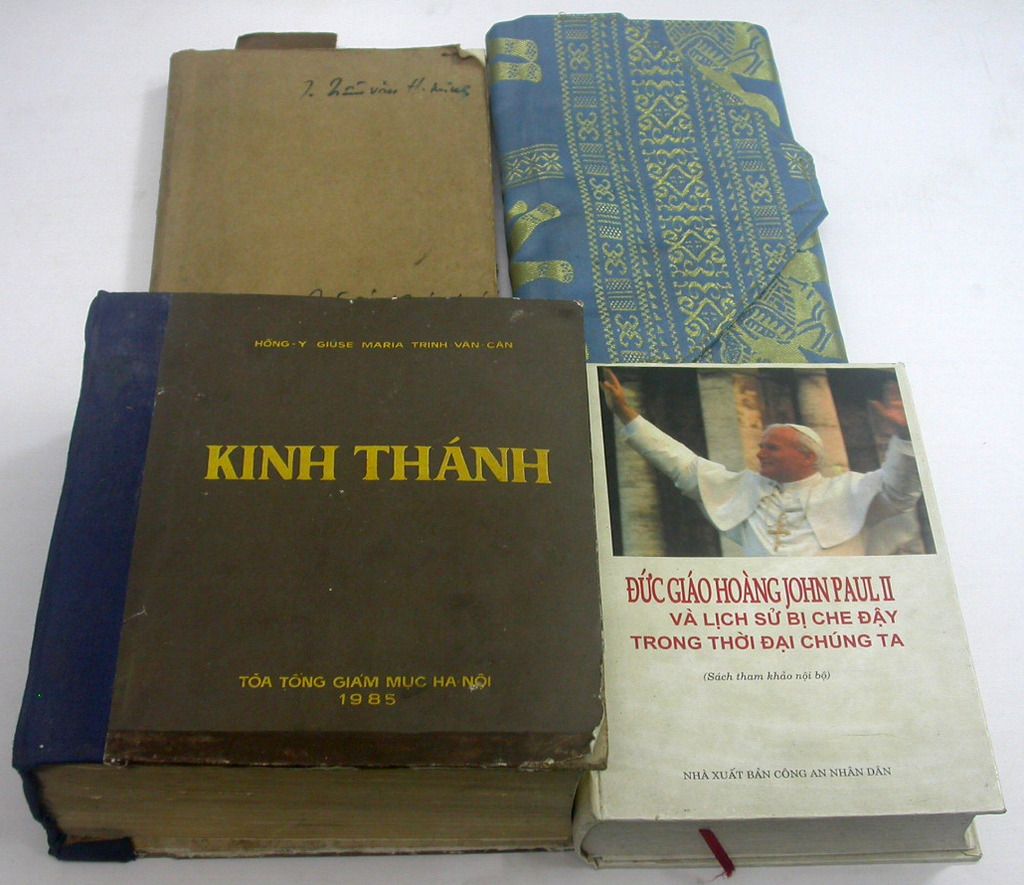 HỒNG-Y GIUSE MARIA TRINH-VĂN-CĂN
KINH THÁNH
TÒA TỔNG GIÁM MỤC HA-NỘI
1985
ĐỨC GIÁO HOÀNG JOHN PAUL II
VÀ LỊCH SỬ BỊ CHE ĐẬY
TRONG THỜI ĐẠI CHÚNG TA
(Sách tham khảo nội bộ)
NHÀ XUẤT BẢN CÔNG AN NHÂN DÂN